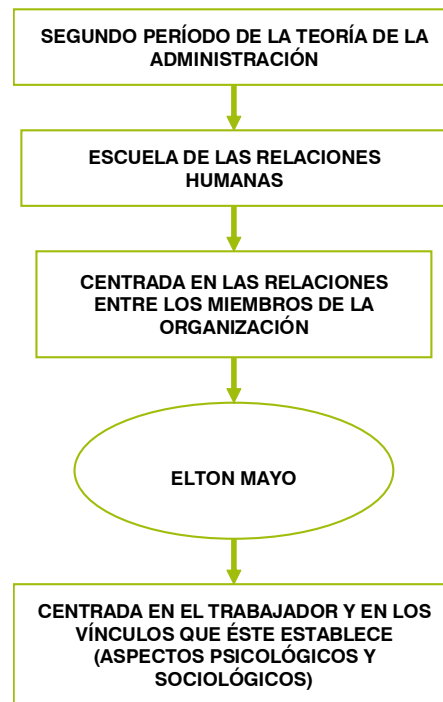 SEGUNDO PERÍODO DE LA TEORÍA DE LA
ADMINISTRACIÓN
ESCUELA DE LAS RELACIONES
HUMANAS
CENTRADA EN LAS RELACIONES
ENTRE LOS MIEMBROS DE LA
ORGANIZACIÓN
ELTON MAYO
CENTRADA EN EL TRABAJADOR Y EN LOS
VÍNCULOS QUE ÉSTE ESTABLECE
(ASPECTOS PSICOLÓGICOS Y
SOCIOLÓGICOS)